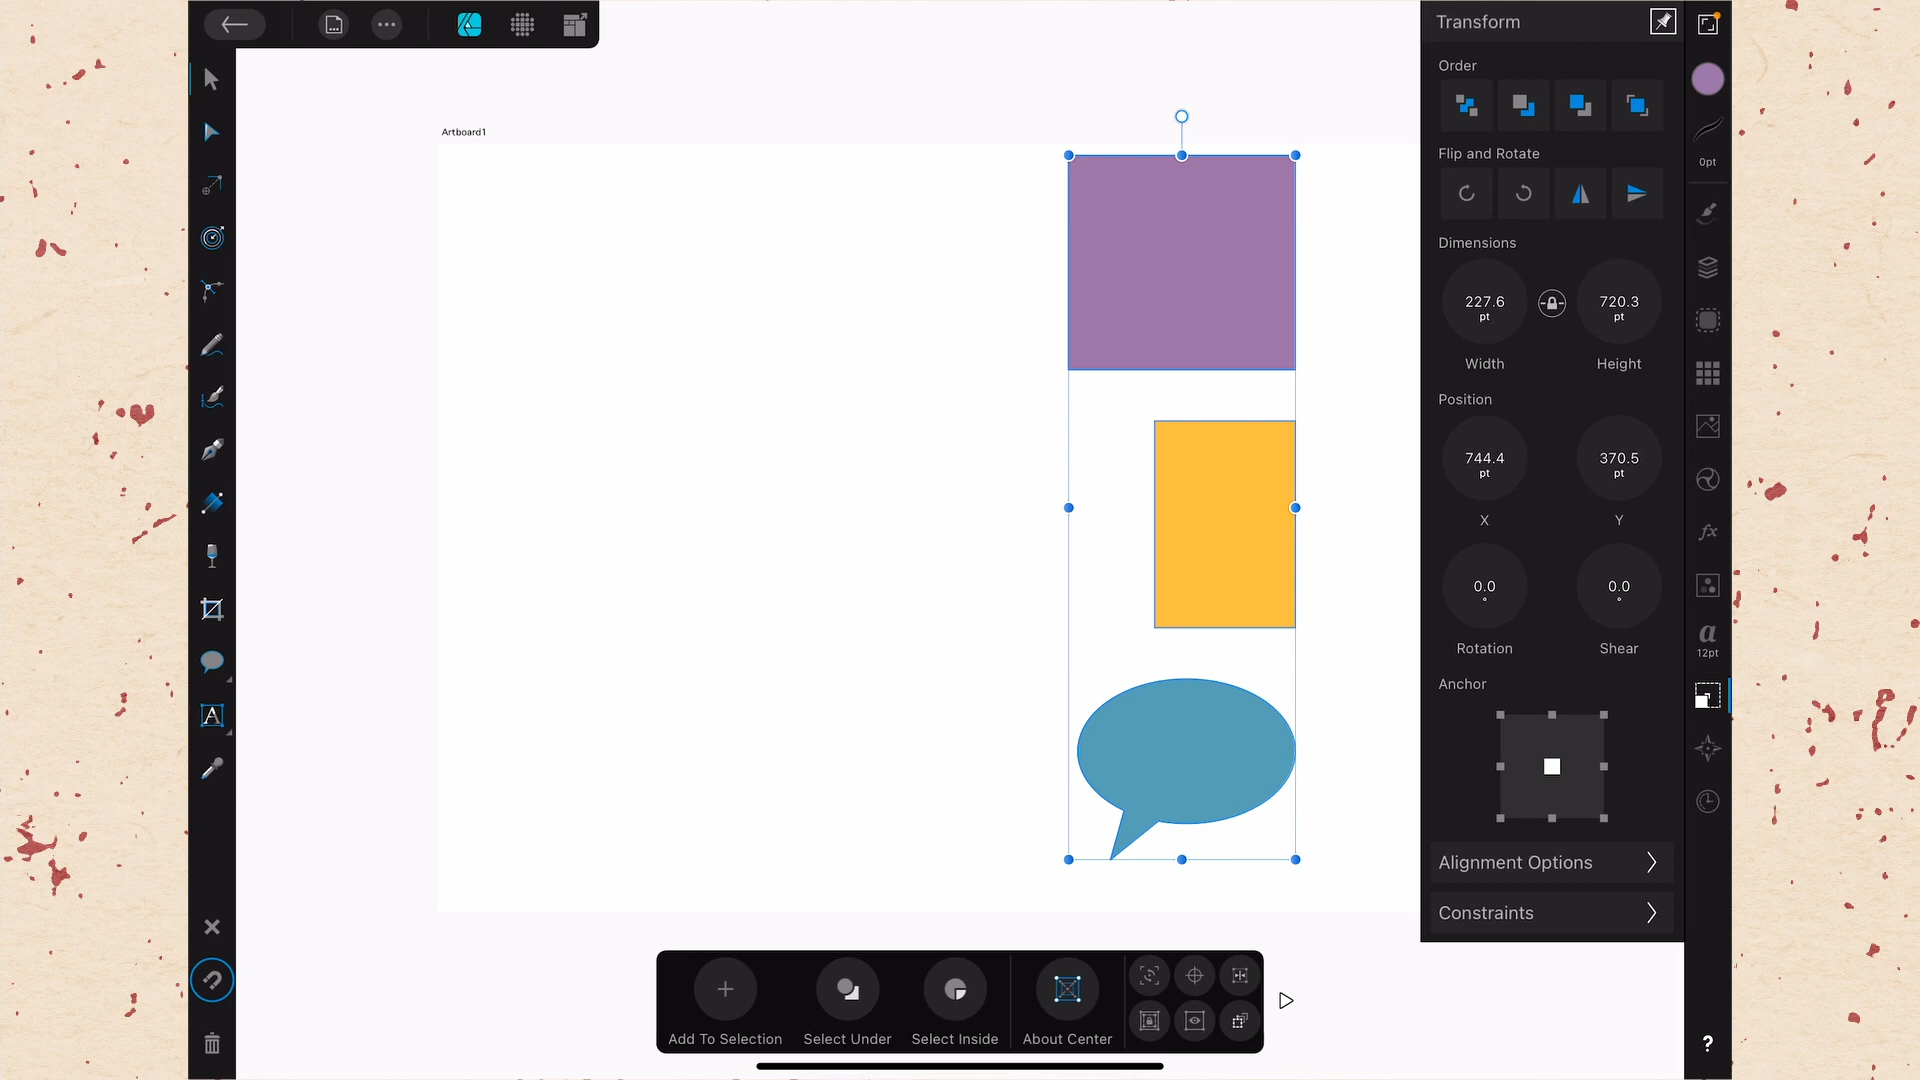 Transform
Order
Artboard1
Flip and Rotate
0pt
Dimensions
227.6
pt
720.3
pt
Width
Height
Position
744.4
pt
370.5
pt
X
Y
fx
0.0
°
0.0
°
a
12pt
Rotation
Shear
Anchor
A
Alignment Options
Constraints
Add To Selection
Select Under
Select Inside
About Center
?